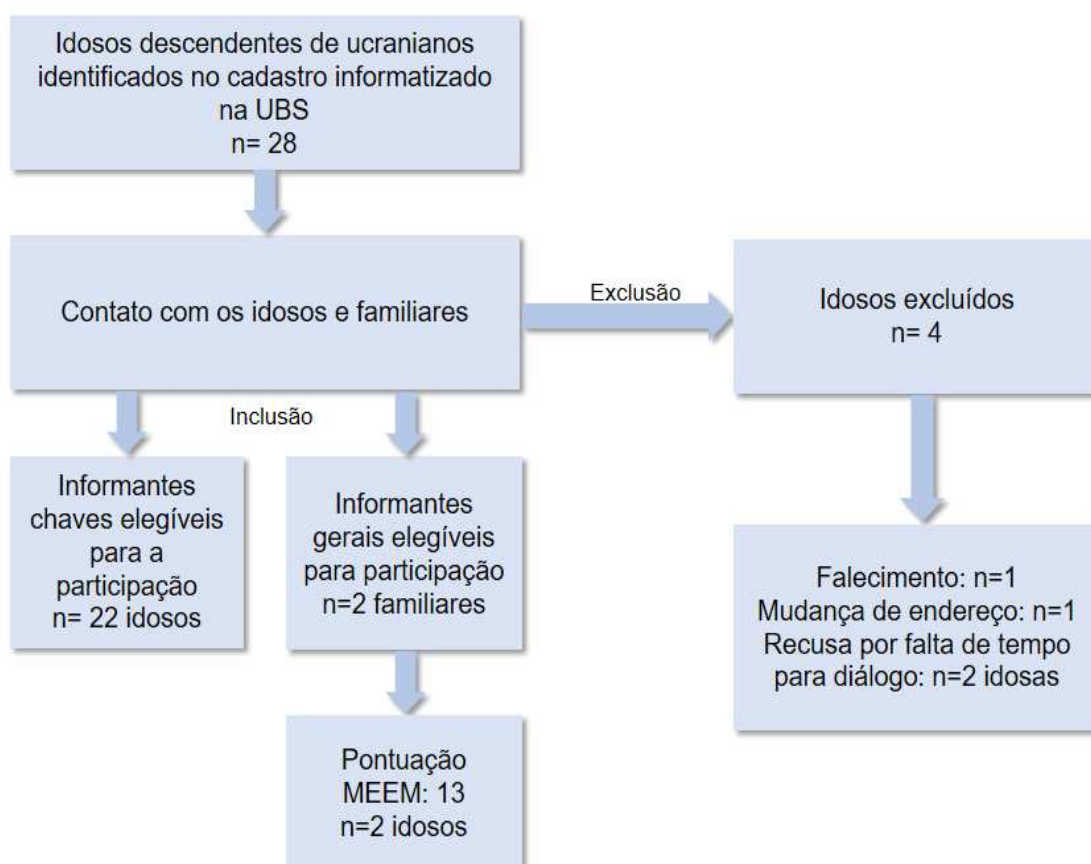 Idosos descendentes de ucranianos
identificados no cadastro informatizado
na UBS
n= 28
Contato com os idosos e familiares
Exclusão
Idosos excluídos
n= 4
Inclusão
Informantes
chaves elegíveis
para a
participação
n= 22 idosos
Informantes
gerais elegíveis
para participação
n=2 familiares
Falecimento: n=1
Mudança de endereço: n=1
Recusa por falta de tempo
para diálogo: n=2 idosas
Pontuação
MEEM: 13
n=2 idosos